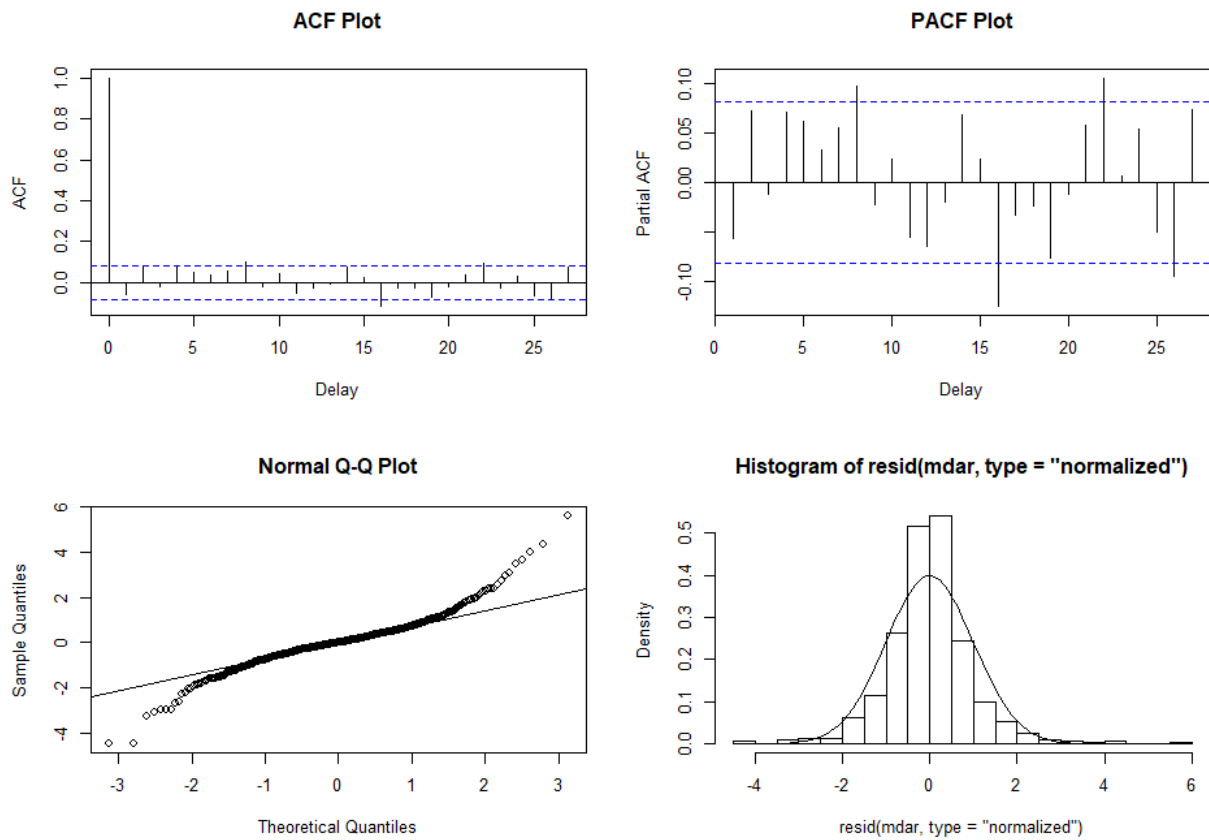 ACF Plot
1.0
0.8
0.6
0.4
0.2
0.0
ACF
0 5 10 15 20 25
Delay
PACF Plot
0.10
0.05
0.00
-0.10
Partial ACF
0 5 10 15 20 25
Delay
Normal Q-Q Plot
6
4
2
0
-2
-4
Sample Quantiles
-3 -2 -1 0 1 2 3
Theoretical Quantiles
Histogram of resid(mdar, type = "normalized")
0.5
0.4
0.3
0.2
0.1
0.0
Density
-4 -2 0 2 4 6
resid(mdar, type = "normalized")